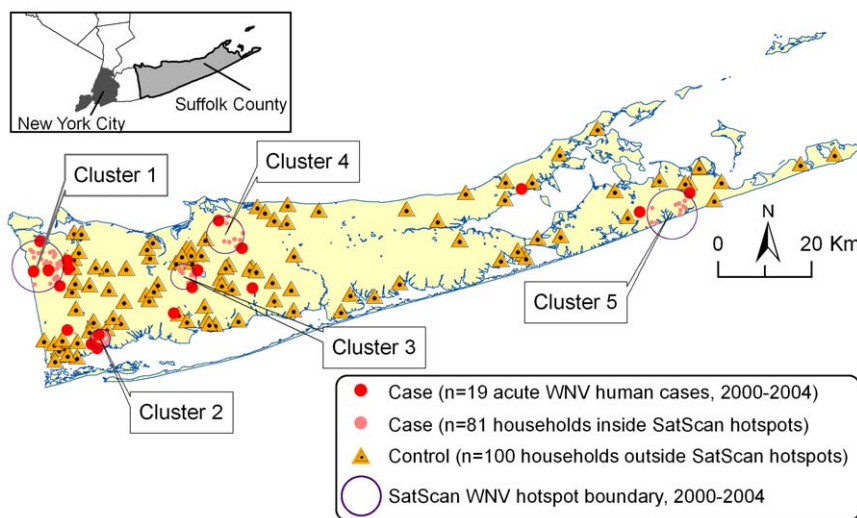 New York City
Suffolk County
Cluster 1
Cluster 4
N
0 20 Km
Cluster 5
Cluster 3
Cluster 2
Case (n=19 acute WNV human cases, 2000-2004)
Case (n=81 households inside SatScan hotspots)
Control (n=100 households outside SatScan hotspots)
SatScan WNV hotspot boundary, 2000-2004